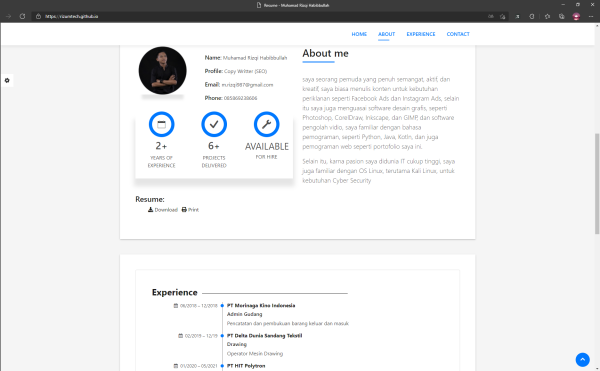 Resume - Muhamad Rizqi Habibbullah
https://rizsmtech.github.io
HOME ABOUT EXPERIENCE CONTACT
Name: Muhamad Rizqi Habibbullah
Profile: Copy Writter (SEO)
Email: m.rizqi867@gmail.com
Phone: 085869238686
2+
YEARS OF
EXPERIENCE
6+
PROJECTS
DELIVERED
AVAILABLE
FOR HIRE
Resume:
Download Print
About me
saya seorang pemuda yang penuh semangat, aktif, dan
kreatif, saya biasa menulis konten untuk kebutuhan
periklanan seperti Facebook Ads dan Instagram Ads, selain
itu saya juga menguasai software desain grafis, seperti
Photoshop, CorelDraw, Inkscape, dan GIMP, dan software
pengolah vidio, saya familiar dengan bahasa
pemograman, seperti Python, Java, Kotlin, dan juga
pemograman web seperti portofolio saya ini.
Selain itu, karna pasion saya didunia IT cukup tinggi, saya
juga familiar dengan OS Linux, terutama Kali Linux, untuk
kebutuhan Cyber Security
Experience
06/2018 – 12/2018 PT Morinaga Kino Indonesia
Admin Gudang
Pencatatan dan pembukuan barang keluar dan masuk
02/2019 – 12/19 PT Delta Dunia Sandang Tekstil
Drawing
Operator Mesin Drawing
01/2020 – 05/2021 PT HIT Polytron